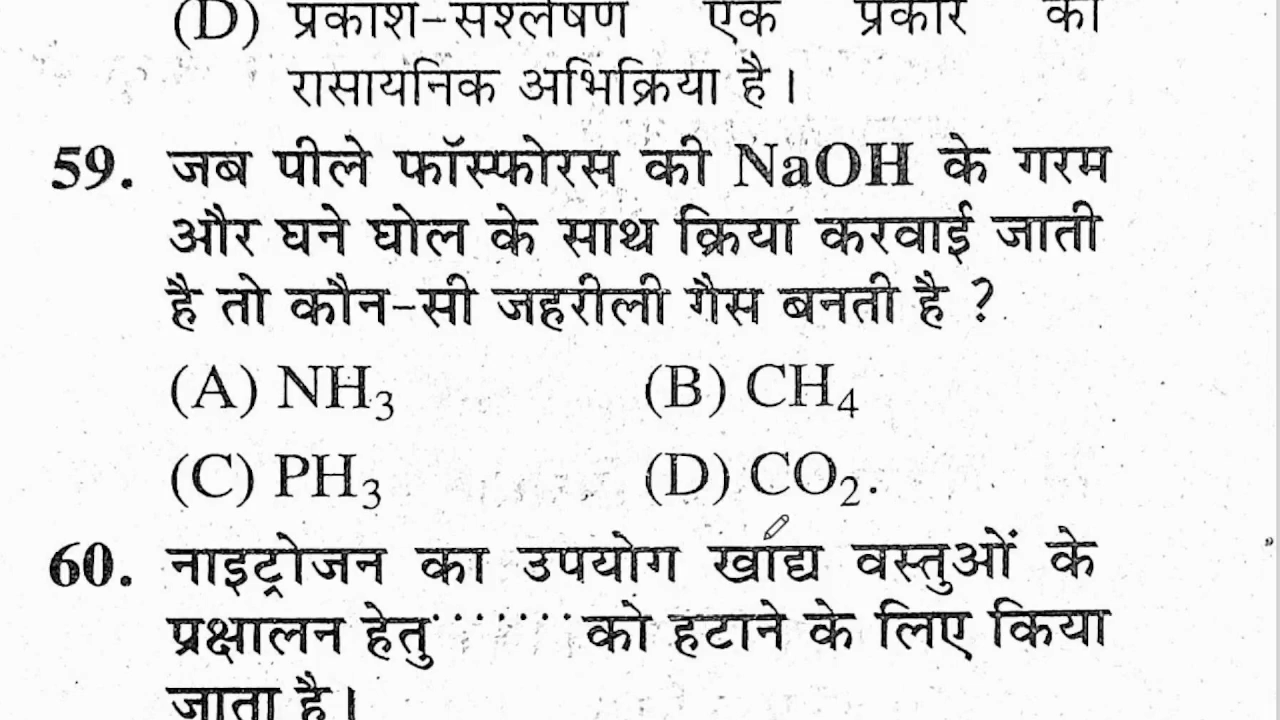 (D) प्रकाश-संश्लेषण एक प्रकार की
रासायनिक अभिक्रिया है।
59. जब पीले फॉस्फोरस की NaOH के गरम
और घने घोल के साथ क्रिया करवाई जाती
है तो कौन-सी जहरीली गैस बनती है ?
(A) NH₃ (B) CH₄
(C) PH₃ (D) CO₂.
60. नाइट्रोजन का उपयोग खाद्य वस्तुओं के
प्रक्षालन हेतु ....... को हटाने के लिए किया
जाता है।